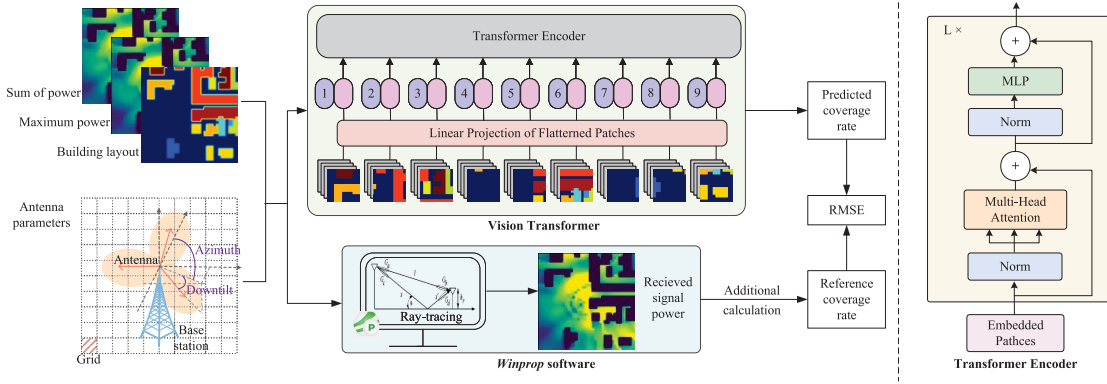 Sum of power
Maximum power
Building layout
Antenna
parameters
Antenna
Azimuth
Downtilt
Base
station
Grid
Transformer Encoder
1 2 3 4 5 6 7 8 9
Linear Projection of Flatterned Patches
Vision Transformer
Ray-tracing
P
Recieved
signal
power
Winprop software
Additional
calculation
Predicted
coverage
rate
RMSE
Reference
coverage
rate
L ×
+
MLP
Norm
+
Multi-Head
Attention
Norm
Embedded
Pathces
Transformer Encoder